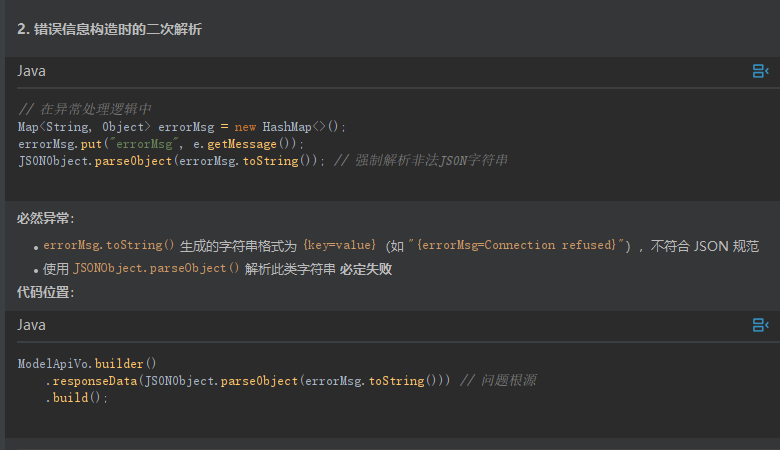 2. 错误信息构造时的二次解析
Java
// 在异常处理逻辑中
Map<String, Object> errorMsg = new HashMap<>();
errorMsg.put("errorMsg", e.getMessage());
JSONObject.parseObject(errorMsg.toString()); // 强制解析非法JSON字符串
必然异常：
• errorMsg.toString() 生成的字符串格式为 {key=value}（如 "{errorMsg=Connection refused}"），不符合 JSON 规范
• 使用 JSONObject.parseObject() 解析此类字符串 必定失败
代码位置：
Java
ModelApiVo.builder()
    .responseData(JSONObject.parseObject(errorMsg.toString())) // 问题根源
    .build();